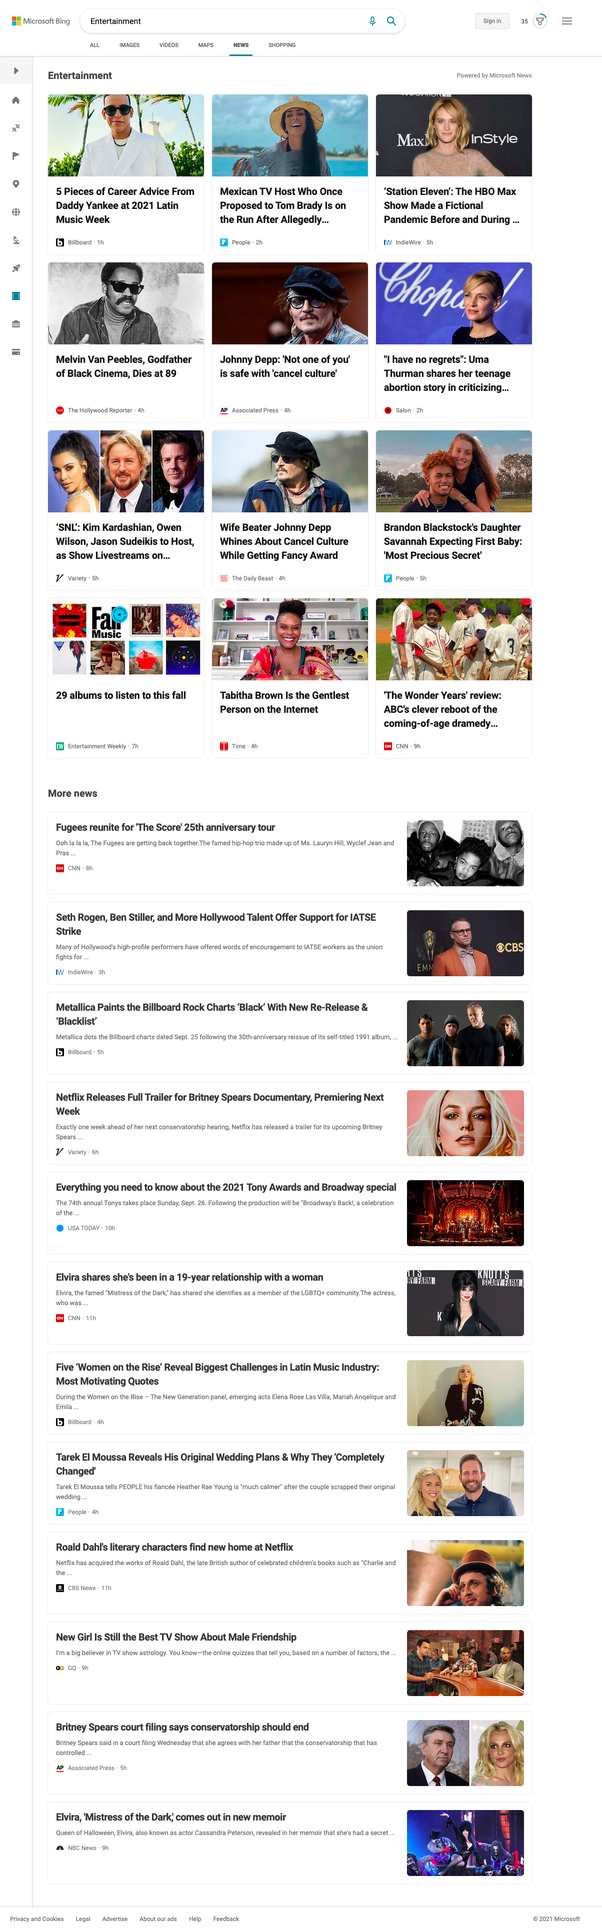 Microsoft Bing
Entertainment
Sign in
35
ALL
IMAGES
VIDEOS
MAPS
NEWS
SHOPPING
Entertainment
Powered by Microsoft News
Max
InStyle
5 Pieces of Career Advice From
Daddy Yankee at 2021 Latin
Music Week
Billboard · 1h
Mexican TV Host Who Once
Proposed to Tom Brady Is on
the Run After Allegedly...
People · 2h
'Station Eleven': The HBO Max
Show Made a Fictional
Pandemic Before and During ...
IndieWire · 5h
Chopard
Melvin Van Peebles, Godfather
of Black Cinema, Dies at 89
The Hollywood Reporter · 4h
Johnny Depp: 'Not one of you'
is safe with 'cancel culture'
AP
Associated Press · 4h
"I have no regrets": Uma
Thurman shares her teenage
abortion story in criticizing...
Salon · 2h
'SNL': Kim Kardashian, Owen
Wilson, Jason Sudeikis to Host,
as Show Livestreams on...
Variety · 5h
Wife Beater Johnny Depp
Whines About Cancel Culture
While Getting Fancy Award
The Daily Beast · 4h
Brandon Blackstock's Daughter
Savannah Expecting First Baby:
'Most Precious Secret'
People · 5h
Fall
Music
3
29 albums to listen to this fall
Entertainment Weekly · 7h
Tabitha Brown Is the Gentlest
Person on the Internet
Time · 4h
'The Wonder Years' review:
ABC's clever reboot of the
coming-of-age dramedy...
CNN · 9h
More news
Fugees reunite for 'The Score' 25th anniversary tour
Ooh la la la, The Fugees are getting back together.The famed hip-hop trio made up of Ms. Lauryn Hill, Wyclef Jean and
Pras ...
CNN · 8h
Seth Rogen, Ben Stiller, and More Hollywood Talent Offer Support for IATSE
Strike
Many of Hollywood's high-profile performers have offered words of encouragement to IATSE workers as the union
fights for ...
IndieWire · 3h
EMM
CBS
Metallica Paints the Billboard Rock Charts 'Black' With New Re-Release &
'Blacklist'
Metallica dots the Billboard charts dated Sept. 25 following the 30th-anniversary reissue of its self-titled 1991 album, ...
Billboard · 5h
Netflix Releases Full Trailer for Britney Spears Documentary, Premiering Next
Week
Exactly one week ahead of her next conservatorship hearing, Netflix has released a trailer for its upcoming Britney
Spears ...
Variety · 6h
Everything you need to know about the 2021 Tony Awards and Broadway special
The 74th annual Tonys takes place Sunday, Sept. 26. Following the production will be "Broadway's Back!, a celebration
of the ...
USA TODAY · 10h
Elvira shares she's been in a 19-year relationship with a woman
Elvira, the famed "Mistress of the Dark," has shared she identifies as a member of the LGBTQ+ community.The actress,
who was ...
CNN · 11h
KNOTT'S
SCARY FARM
Five 'Women on the Rise' Reveal Biggest Challenges in Latin Music Industry:
Most Motivating Quotes
During the Women on the Rise – The New Generation panel, emerging acts Elena Rose Las Villa, Mariah Angelique and
Emilia ...
Billboard · 4h
Tarek El Moussa Reveals His Original Wedding Plans & Why They 'Completely
Changed'
Tarek El Moussa tells PEOPLE his fiancée Heather Rae Young is "much calmer" after the couple scrapped their original
wedding ...
People · 4h
Roald Dahl's literary characters find new home at Netflix
Netflix has acquired the works of Roald Dahl, the late British author of celebrated children's books such as "Charlie and
the ...
CBS News · 11h
New Girl Is Still the Best TV Show About Male Friendship
I'm a big believer in TV show astrology. You know—the online quizzes that tell you, based on a number of factors, the ...
GQ · 9h
Britney Spears court filing says conservatorship should end
Britney Spears said in a court filing Wednesday that she agrees with her father that the conservatorship that has
controlled ...
AP
Associated Press · 5h
Elvira, 'Mistress of the Dark,' comes out in new memoir
Queen of Halloween, Elvira, also known as actor Cassandra Peterson, revealed in her memoir that she's had a secret ...
NBC News · 9h
Privacy and Cookies
Legal
Advertise
About our ads
Help
Feedback
© 2021 Microsoft